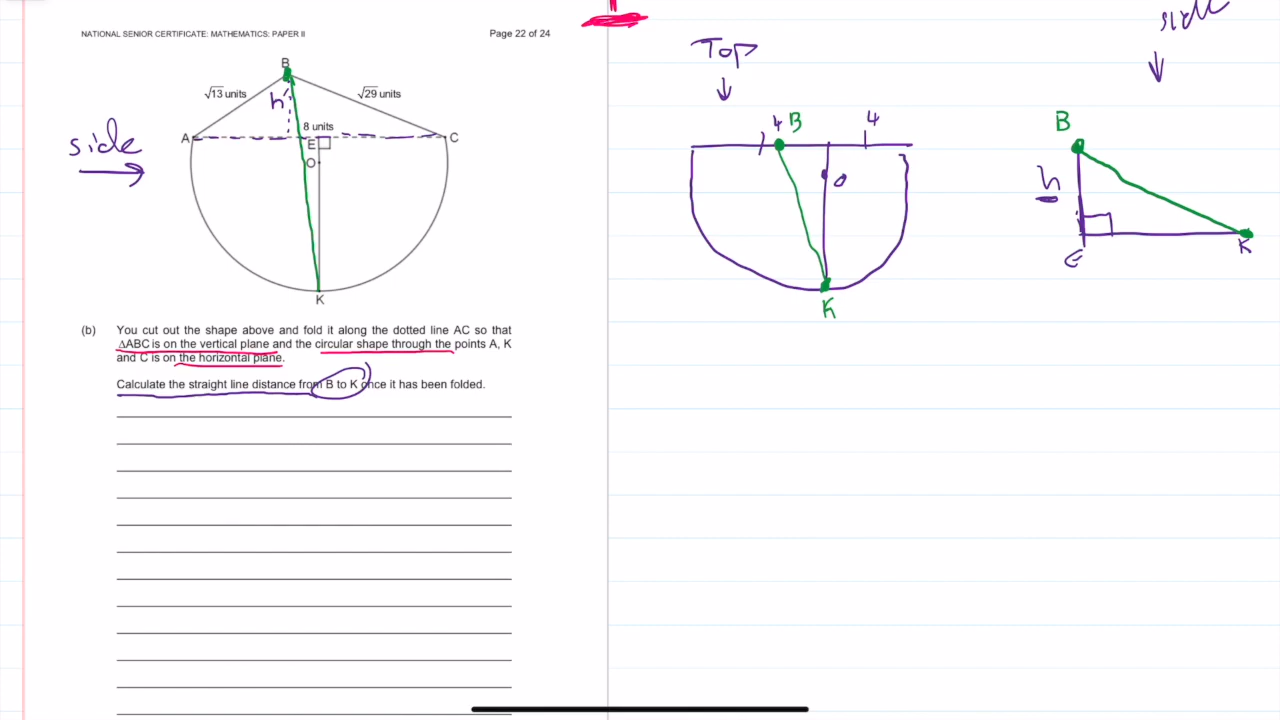 NATIONAL SENIOR CERTIFICATE: MATHEMATICS: PAPER II
Page 22 of 24
B
√13 units
√29 units
h
8 units
A
E
C
O
K
side
(b) You cut out the shape above and fold it along the dotted line AC so that
ΔABC is on the vertical plane and the circular shape through the points A, K
and C is on the horizontal plane.
Calculate the straight line distance from B to K once it has been folded.
Top
4
B
4
O
K
side
B
h
E
K